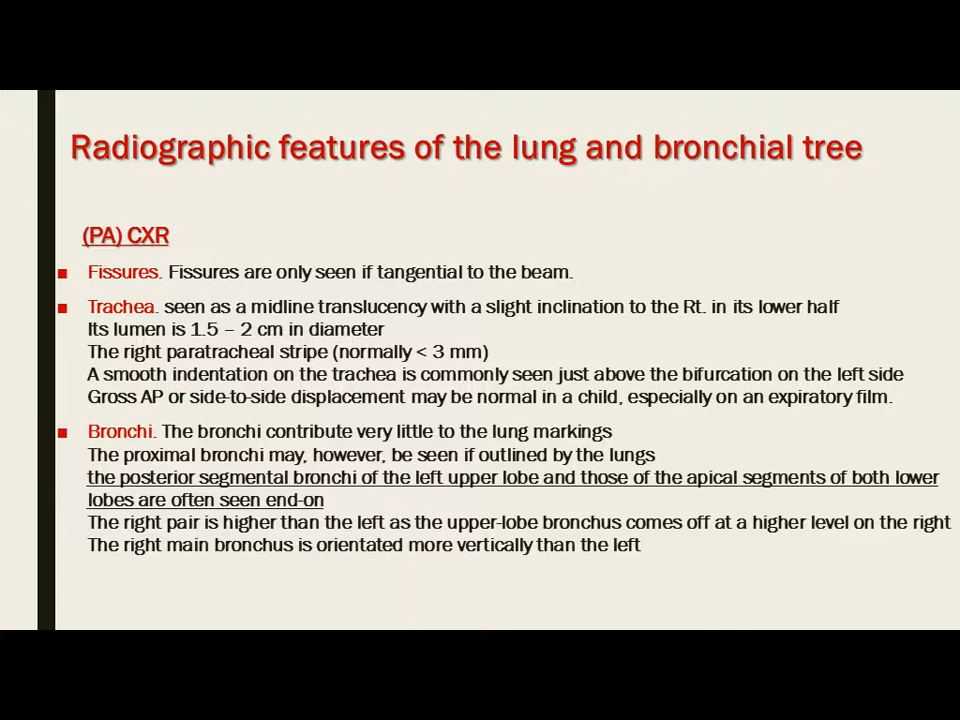 Radiographic features of the lung and bronchial tree
(PA) CXR
Fissures. Fissures are only seen if tangential to the beam.
Trachea. seen as a midline translucency with a slight inclination to the Rt. in its lower half
Its lumen is 1.5 – 2 cm in diameter
The right paratracheal stripe (normally < 3 mm)
A smooth indentation on the trachea is commonly seen just above the bifurcation on the left side
Gross AP or side-to-side displacement may be normal in a child, especially on an expiratory film.
Bronchi. The bronchi contribute very little to the lung markings
The proximal bronchi may, however, be seen if outlined by the lungs
the posterior segmental bronchi of the left upper lobe and those of the apical segments of both lower
lobes are often seen end-on
The right pair is higher than the left as the upper-lobe bronchus comes off at a higher level on the right
The right main bronchus is orientated more vertically than the left